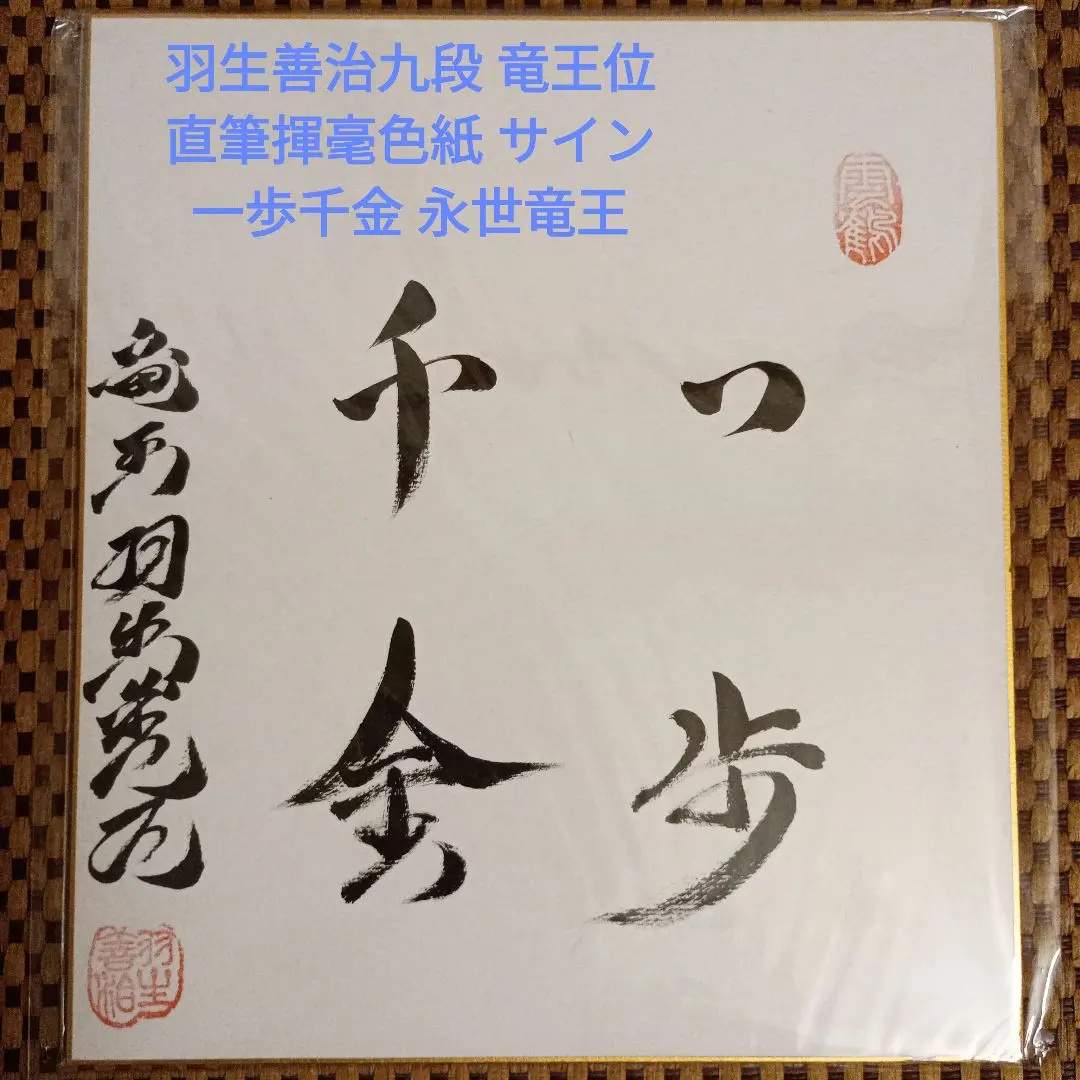 羽生善治九段 竜王位
直筆揮毫色紙 サイン
一歩千金 永世竜王
雲鶴
一歩
千金
竜王 羽生善治
羽生善治